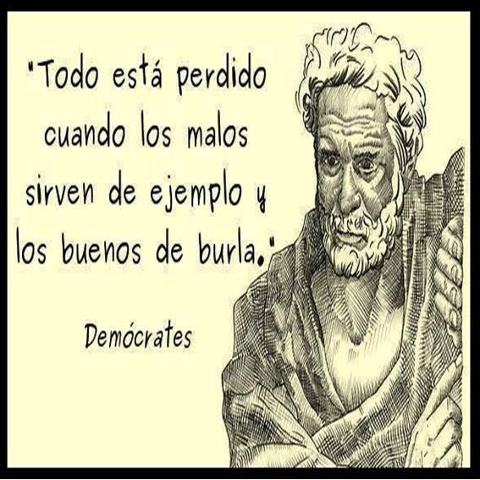 "Todo está perdido
cuando los malos
sirven de ejemplo y
los buenos de burla."
Demócrates